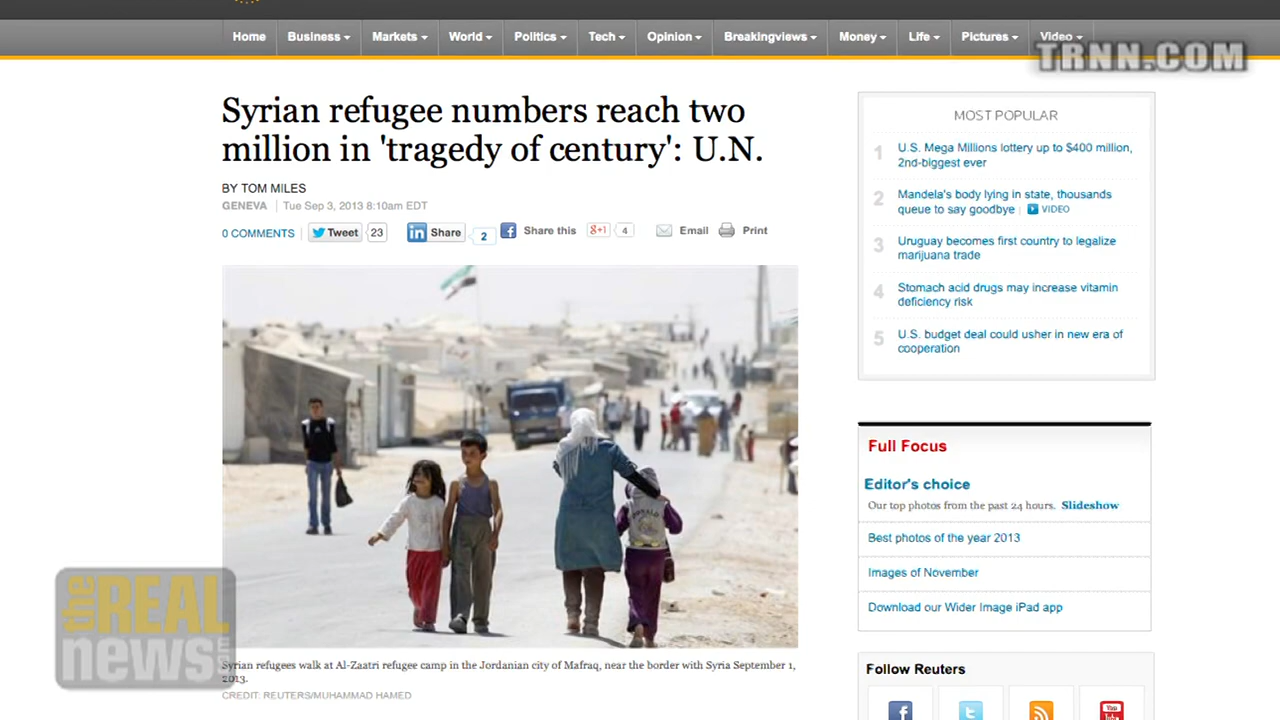 Home Business Markets World Politics Tech Opinion Breakingviews Money Life Pictures Video
TRNN.COM
Syrian refugee numbers reach two
million in 'tragedy of century': U.N.
BY TOM MILES
GENEVA Tue Sep 3, 2013 8:10am EDT
0 COMMENTS Tweet 23 in Share 2 f Share this g+1 4 Email Print
DONALD
Syrian refugees walk at Al-Zaatri refugee camp in the Jordanian city of Mafraq, near the border with Syria September 1,
2013.
CREDIT: REUTERS/MUHAMMAD HAMED
the
REAL
news.com
MOST POPULAR
1 U.S. Mega Millions lottery up to $400 million,
2nd-biggest ever
2 Mandela's body lying in state, thousands
queue to say goodbye VIDEO
3 Uruguay becomes first country to legalize
marijuana trade
4 Stomach acid drugs may increase vitamin
deficiency risk
5 U.S. budget deal could usher in new era of
cooperation
Full Focus
Editor's choice
Our top photos from the past 24 hours. Slideshow
Best photos of the year 2013
Images of November
Download our Wider Image iPad app
Follow Reuters
f You Tube